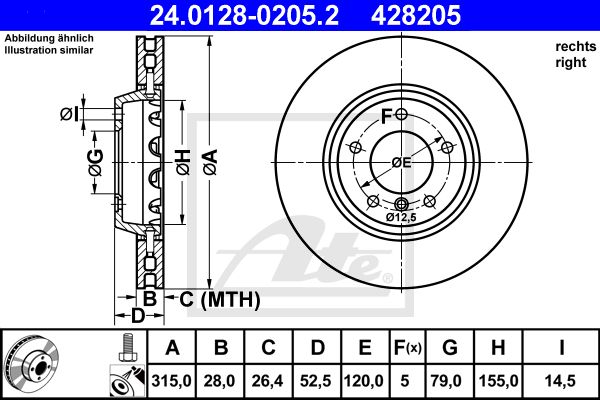 24.0128-0205.2 428205
Abbildung ähnlich
Illustration similar
rechts
right
ØI
ØG
ØH
ØA
F
ØE
Ø12,5
B
C (MTH)
D
Ate
A B C D E F(x) G H I
315,0 28,0 26,4 52,5 120,0 5 79,0 155,0 14,5